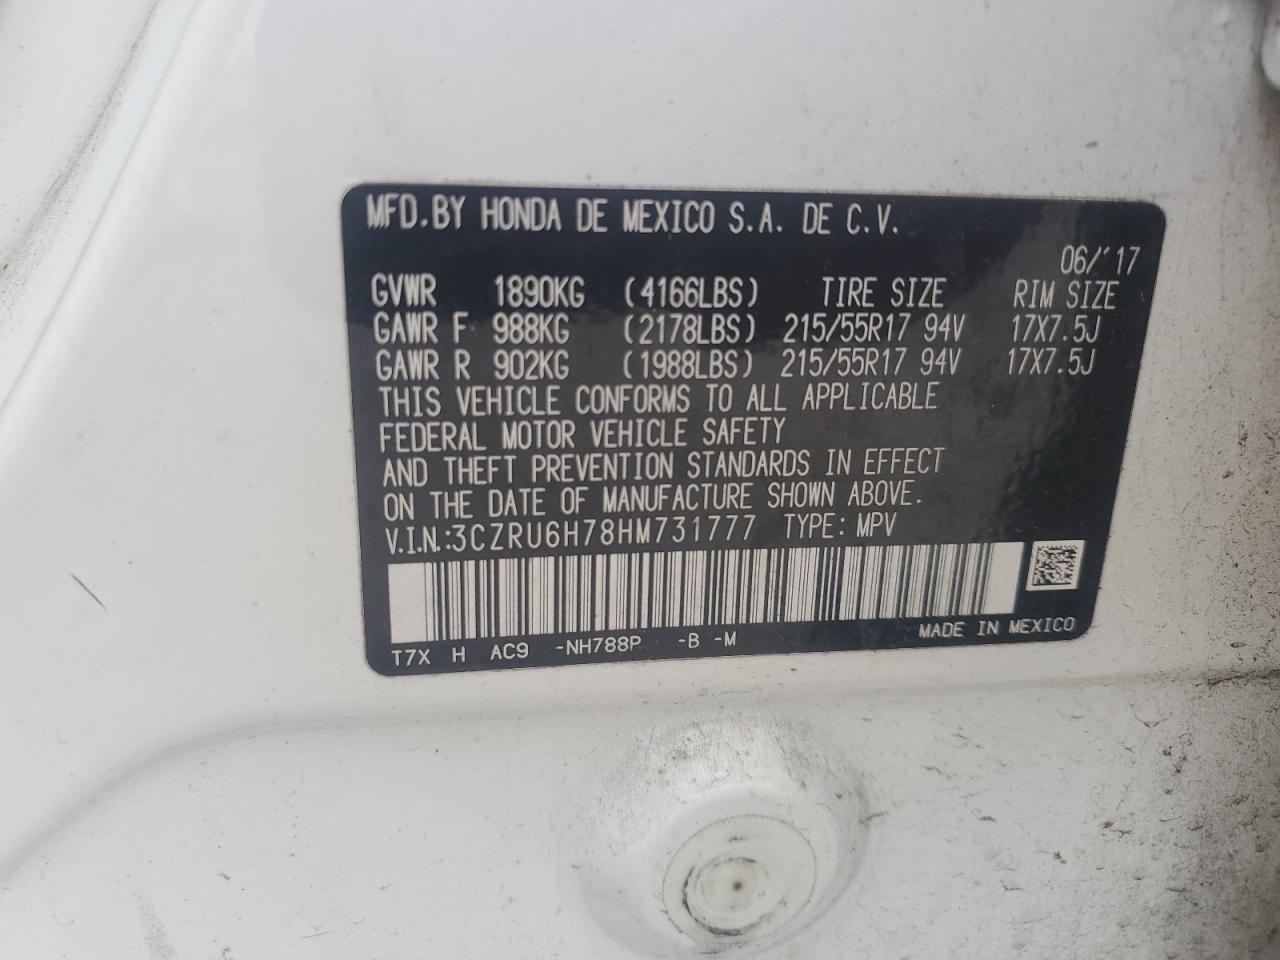 MFD.BY HONDA DE MEXICO S.A. DE C.V.
06/'17
GVWR 1890KG (4166LBS) TIRE SIZE RIM SIZE
GAWR F 988KG (2178LBS) 215/55R17 94V 17X7.5J
GAWR R 902KG (1988LBS) 215/55R17 94V 17X7.5J
THIS VEHICLE CONFORMS TO ALL APPLICABLE
FEDERAL MOTOR VEHICLE SAFETY
AND THEFT PREVENTION STANDARDS IN EFFECT
ON THE DATE OF MANUFACTURE SHOWN ABOVE.
V.I.N.:3CZRU6H78HM731777 TYPE: MPV
T7X H AC9 -NH788P -B -M MADE IN MEXICO